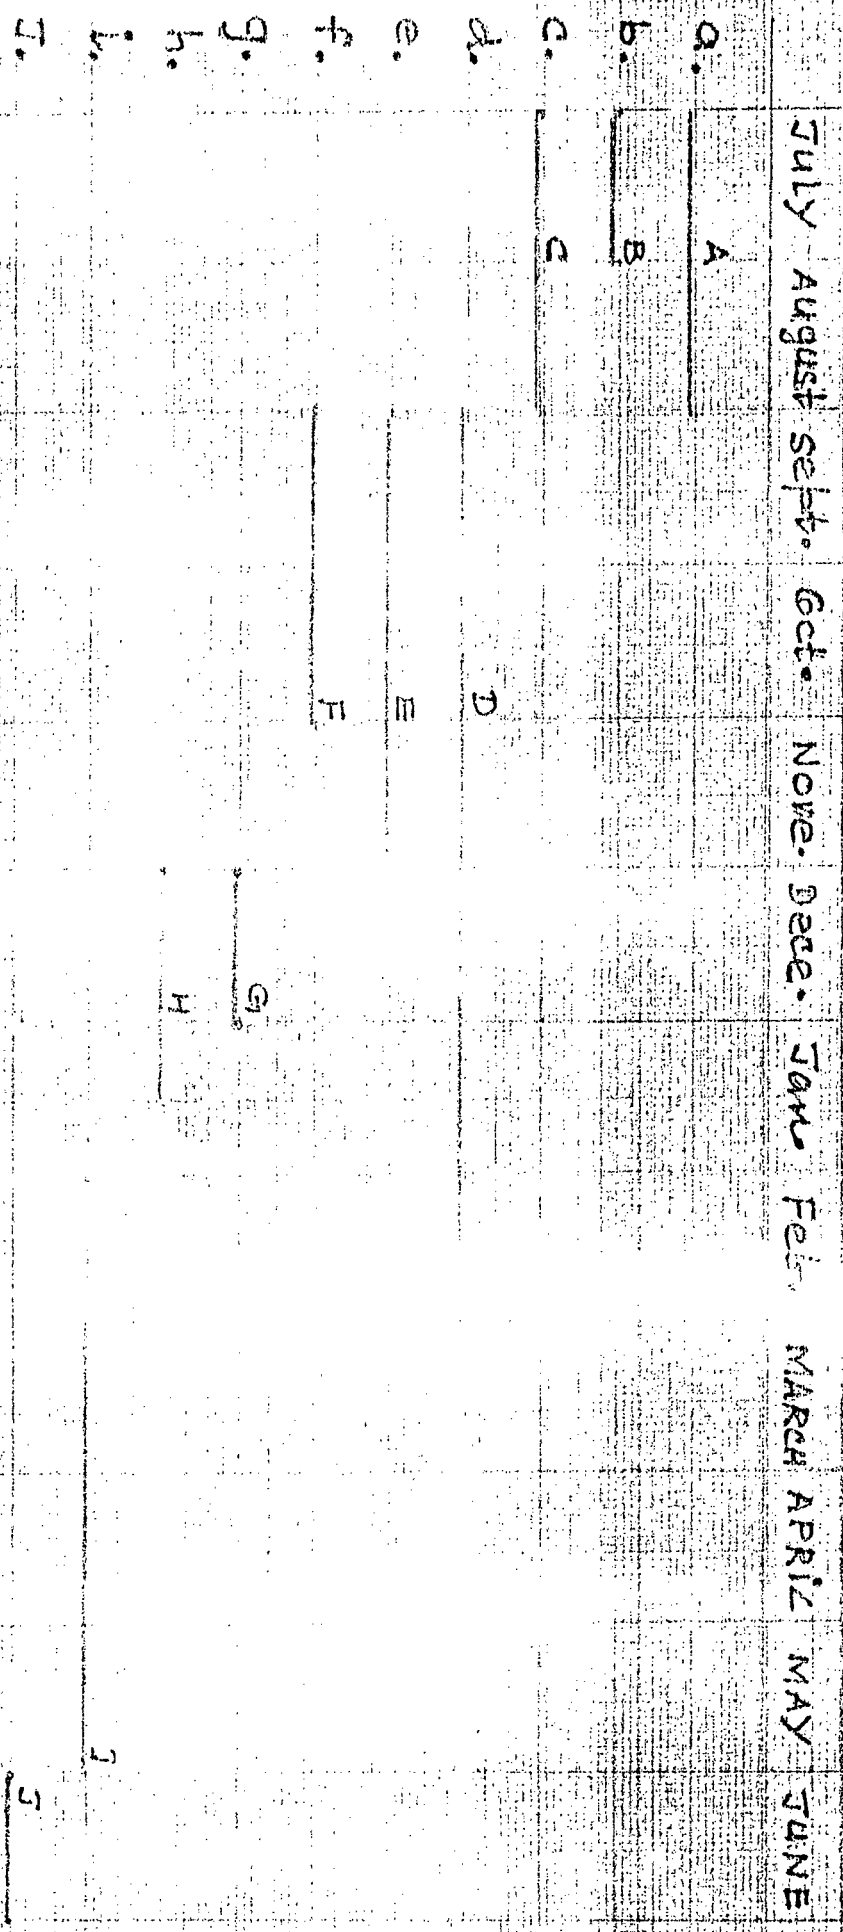 July August Sept. Oct. Nove. Dece. Jan Feb. MARCH APRIL MAY JUNE
a. A
b. B
c. C
d. D
e. E
f. F
g. G
h. H
i. I
J. J